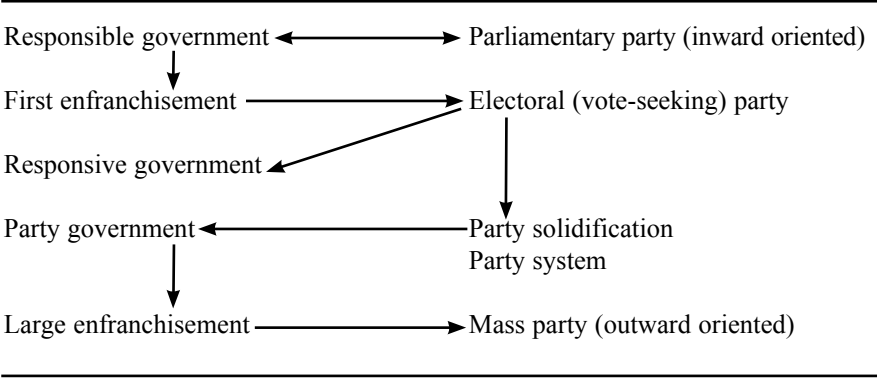 Responsible government Parliamentary party (inward oriented)
First enfranchisement Electoral (vote-seeking) party
Responsive government
Party government Party solidification
Party system
Large enfranchisement Mass party (outward oriented)